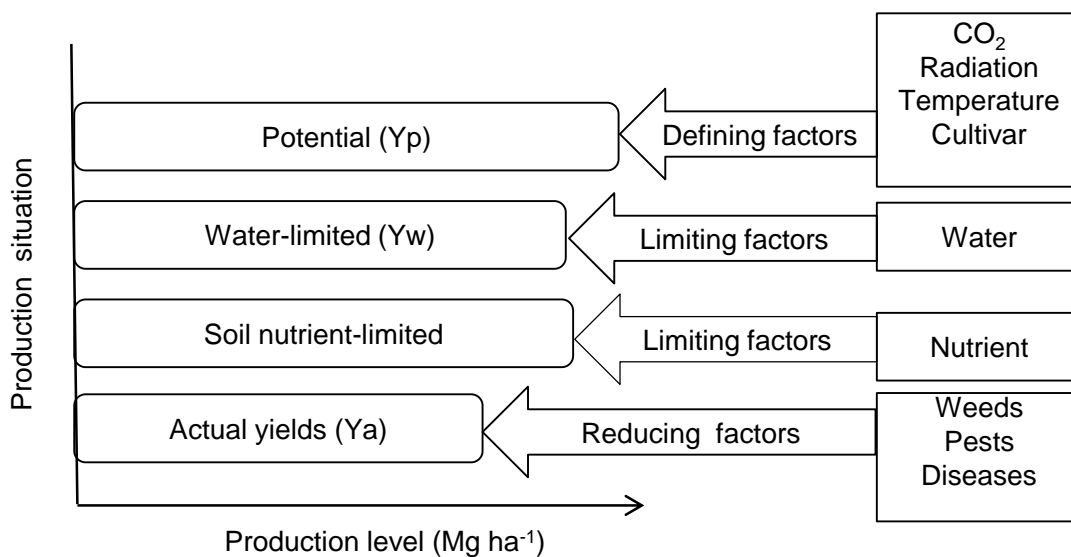 CO₂
Radiation
Temperature
Cultivar
Potential (Yp)
Defining factors
Water-limited (Yw)
Limiting factors
Water
Soil nutrient-limited
Limiting factors
Nutrient
Actual yields (Ya)
Reducing factors
Weeds
Pests
Diseases
Production situation
Production level (Mg ha⁻¹)